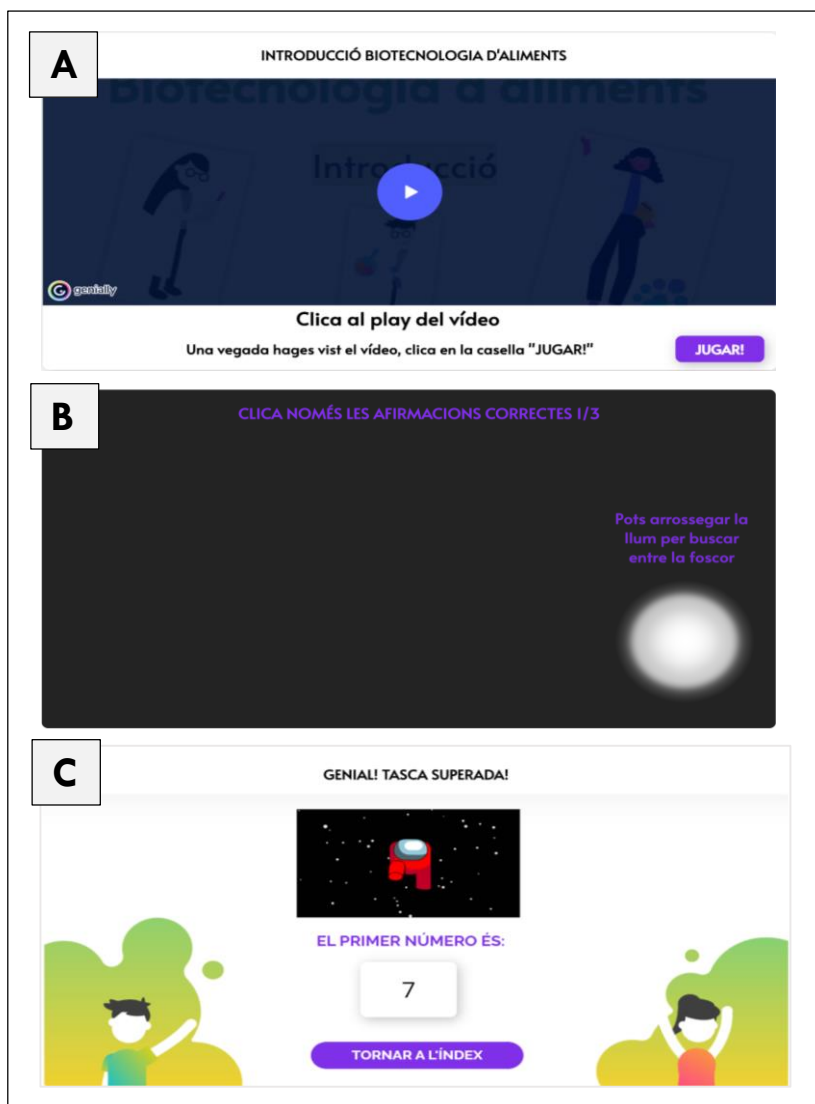 A
INTRODUCCIÓ BIOTECNOLOGIA D'ALIMENTS
Biotecnologia d'aliments
Introducció
genially
Clica al play del vídeo
Una vegada hages vist el vídeo, clica en la casella "JUGAR!"
JUGAR!
B
CLICA NOMÉS LES AFIRMACIONS CORRECTES 1/3
Pots arrossegar la
llum per buscar
entre la foscor
C
GENIAL! TASCA SUPERADA!
EL PRIMER NÚMERO ÉS:
7
TORNAR A L'ÍNDEX